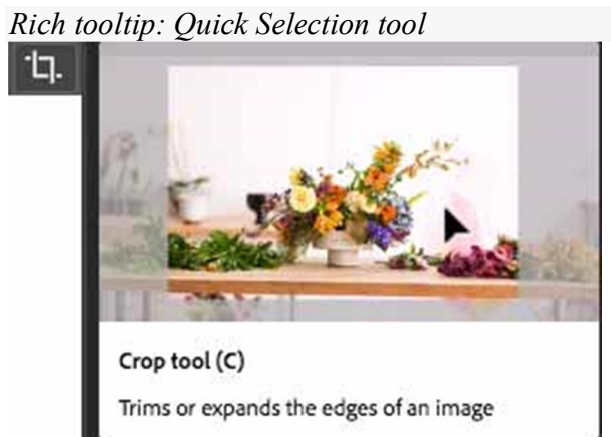 Rich tooltip: Quick Selection tool
Crop tool (C)
Trims or expands the edges of an image